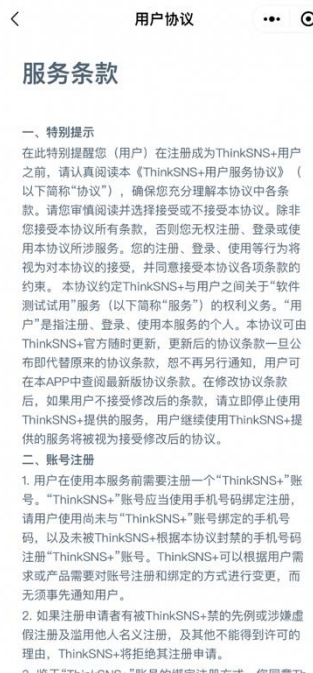 用户协议
服务条款
一、特别提示
在此特别提醒您（用户）在注册成为ThinkSNS+用户
之前，请认真阅读本《ThinkSNS+用户服务协议》（
以下简称“协议”），确保您充分理解本协议中各条
款。请您审慎阅读并选择接受或不接受本协议。除非
您接受本协议所有条款，否则您无权注册、登录或使
用本协议所涉服务。您的注册、登录、使用等行为将
视为对本协议的接受，并同意接受本协议各项条款的
约束。 本协议约定ThinkSNS+与用户之间关于“软件
测试试用”服务（以下简称“服务”）的权利义务。“用
户”是指注册、登录、使用本服务的个人。本协议可由
ThinkSNS+官方随时更新，更新后的协议条款一旦公
布即代替原来的协议条款，恕不再另行通知，用户可
在本APP中查阅最新版协议条款。在修改协议条款
后，如果用户不接受修改后的条款，请立即停止使用
ThinkSNS+提供的服务，用户继续使用ThinkSNS+提
供的服务将被视为接受修改后的协议。
二、账号注册
1. 用户在使用本服务前需要注册一个“ThinkSNS+”账
号。“ThinkSNS+”账号应当使用手机号码绑定注册，
请用户使用尚未与“ThinkSNS+”账号绑定的手机号
码，以及未被ThinkSNS+根据本协议封禁的手机号码
注册“ThinkSNS+”账号。ThinkSNS+可以根据用户需
求或产品需要对账号注册和绑定的方式进行变更，而
无须事先通知用户。
2. 如果注册申请者有被ThinkSNS+禁的先例或涉嫌虚
假注册及滥用他人名义注册，及其他不能得到许可的
理由，ThinkSNS+将拒绝其注册申请。